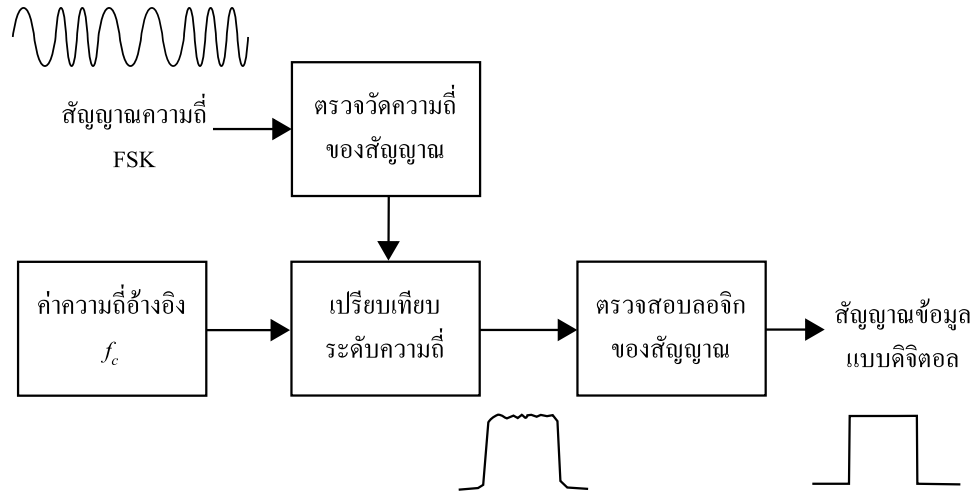 สัญญาณความถี่
FSK
ตรวจวัดความถี่
ของสัญญาณ
ค่าความถี่อ้างอิง
f_c
เปรียบเทียบ
ระดับความถี่
ตรวจสอบลอจิก
ของสัญญาณ
สัญญาณข้อมูล
แบบดิจิตอล